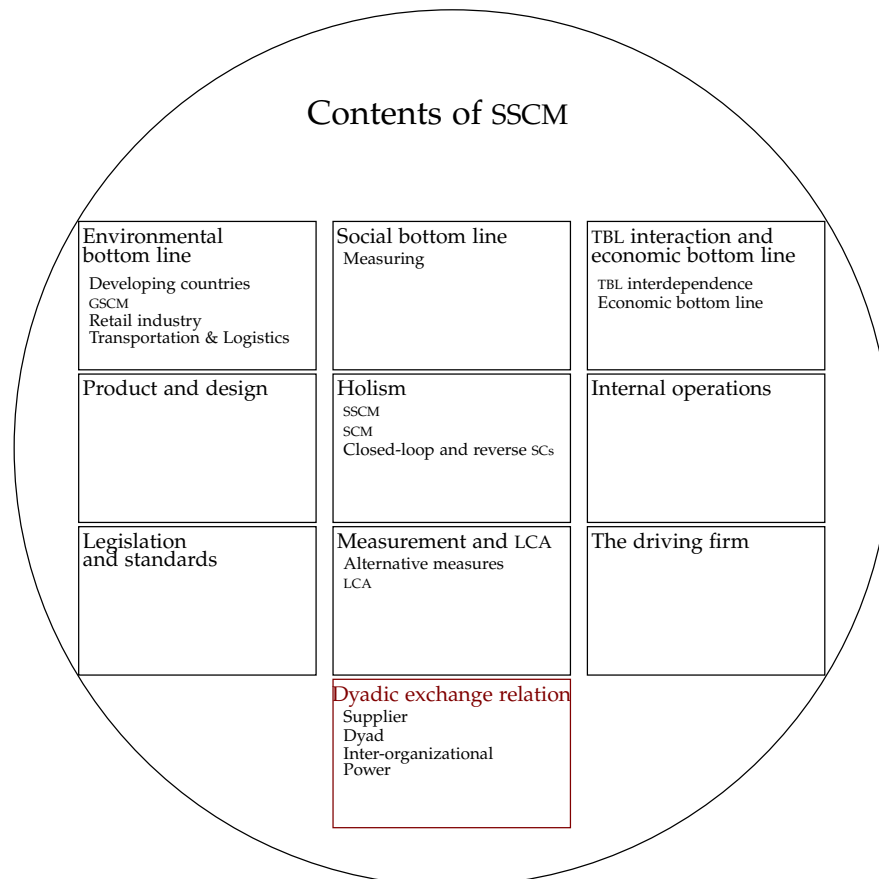 Contents of SSCM
Environmental
bottom line
Developing countries
GSCM
Retail industry
Transportation & Logistics
Social bottom line
Measuring
TBL interaction and
economic bottom line
TBL interdependence
Economic bottom line
Product and design
Holism
SSCM
SCM
Closed-loop and reverse SCs
Internal operations
Legislation
and standards
Measurement and LCA
Alternative measures
LCA
The driving firm
Dyadic exchange relation
Supplier
Dyad
Inter-organizational
Power